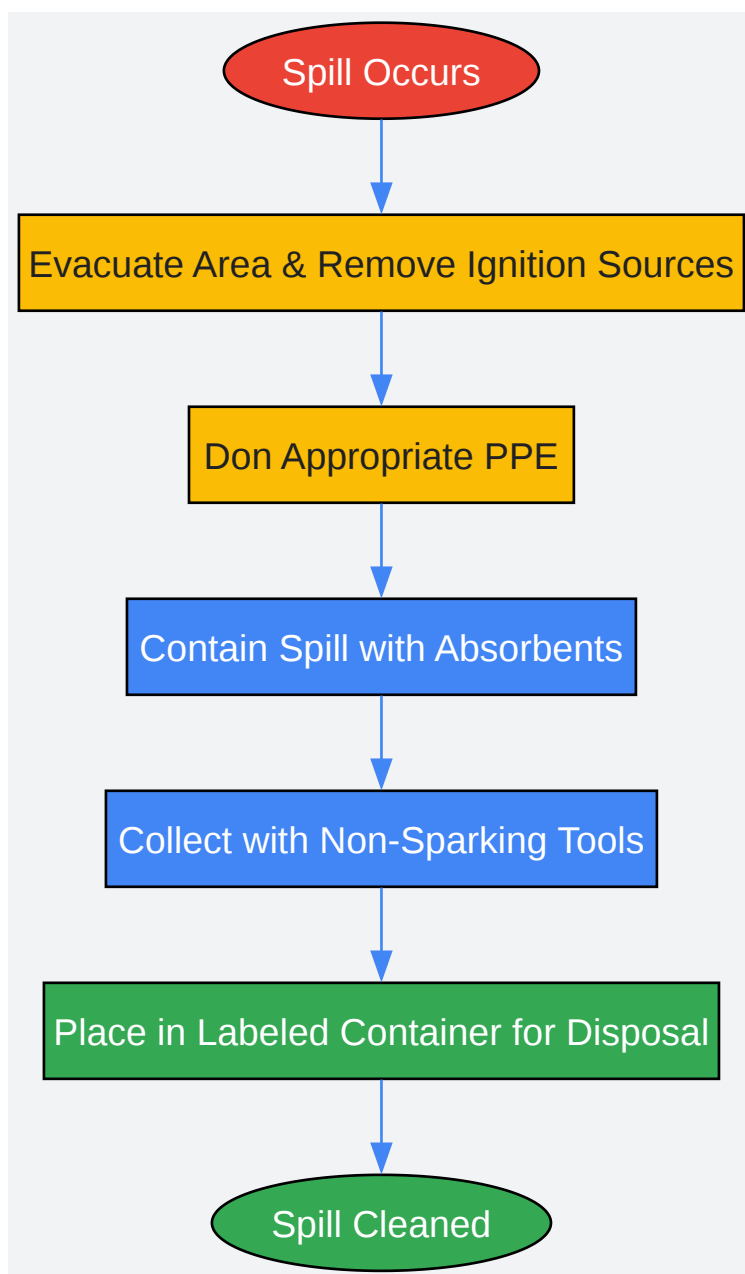 Spill Occurs
Evacuate Area & Remove Ignition Sources
Don Appropriate PPE
Contain Spill with Absorbents
Collect with Non-Sparking Tools
Place in Labeled Container for Disposal
Spill Cleaned